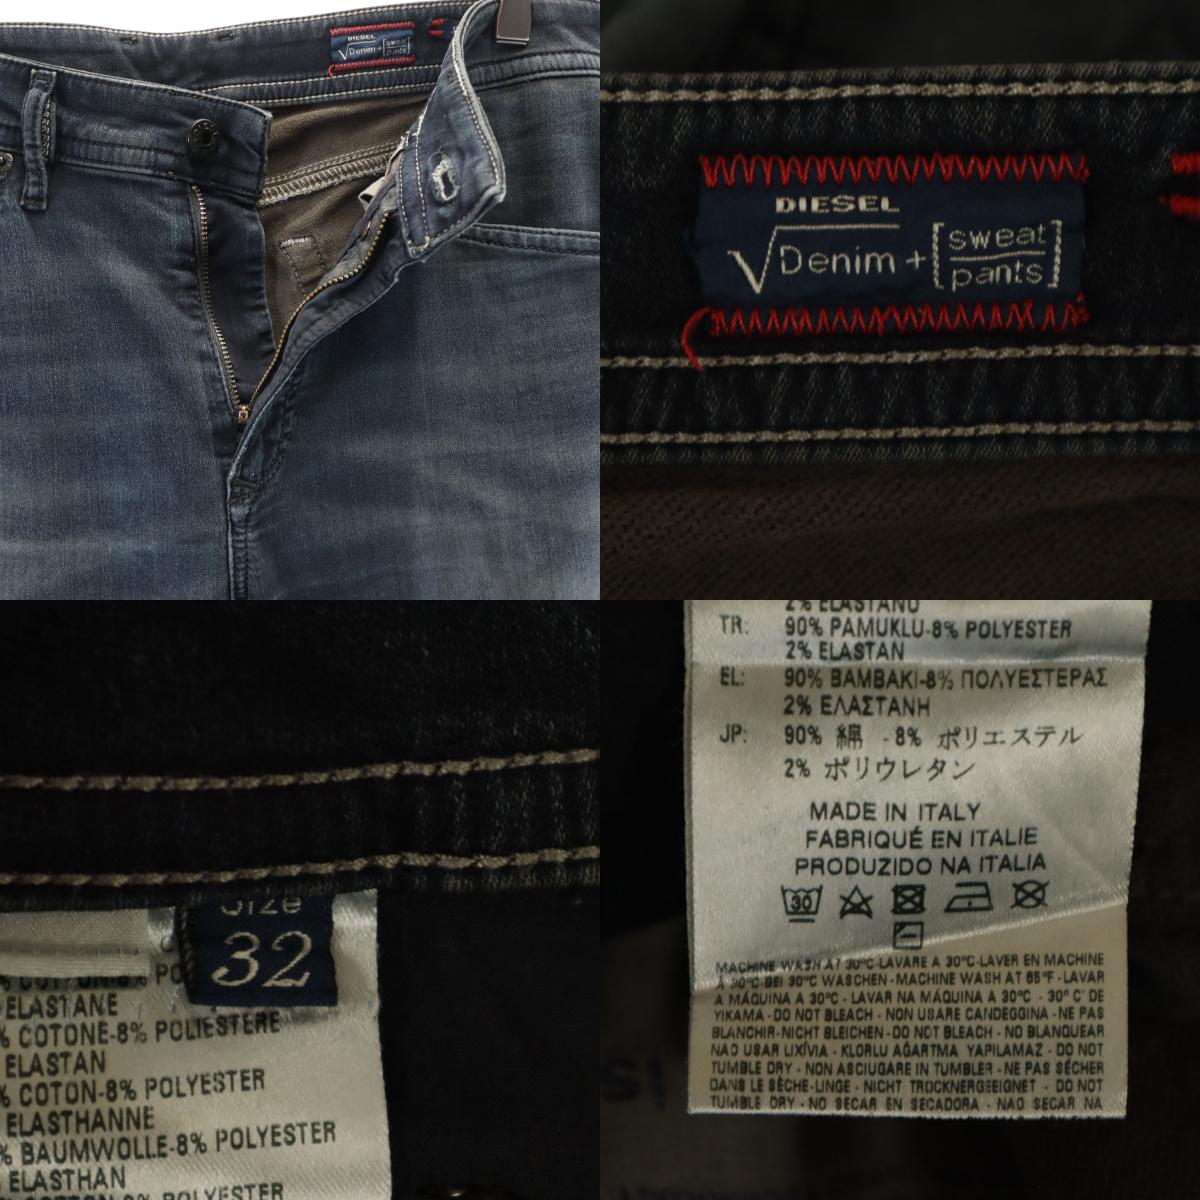 DIESEL
Denim + [sweat
pants]
DIESEL
√Denim + [sweat
pants]
Size
32
ELASTANE
% COTONE-8% POLIESTERE
ELASTAN
% COTON-8% POLYESTER
ELASTHANNE
% BAUMWOLLE-8% POLYESTER
ELASTHAN
2% ELASTANO
TR: 90% PAMUKLU-8% POLYESTER
2% ELASTAN
EL: 90% BAMBAKI-8% ΠΟΛΥΕΣΤΕΡΑΣ
2% ΕΛΑΣΤΑΝΗ
JP: 90% 綿 -8% ポリエステル
2% ポリウレタン
MADE IN ITALY
FABRIQUÉ EN ITALIE
PRODUZIDO NA ITALIA
30
MACHINE WASH AT 30°C-LAVARE A 30°C-LAVER EN MACHINE
A 30°C-BEI 30°C WASCHEN - MACHINE WASH AT 85°F - LAVAR
A MÁQUINA A 30°C - LAVAR NA MÁQUINA A 30°C - 30° C' DE
YIKAMA - DO NOT BLEACH - NON USARE CANDEGGINA - NE PAS
BLANCHIR-NICHT BLEICHEN - DO NOT BLEACH - NO BLANQUEAR
NAO USAR LIXÍVIA - KLORLU AĞARTMA YAPILAMAZ - DO NOT
TUMBLE DRY - NON ASCIUGARE IN TUMBLER - NE PAS SÉCHER
DANS LE SÈCHE-LINGE - NICHT TROCKNERGEEIGNET - DO NOT
TUMBLE DRY - NO SECAR EN SECADORA - NAO SECAR NA